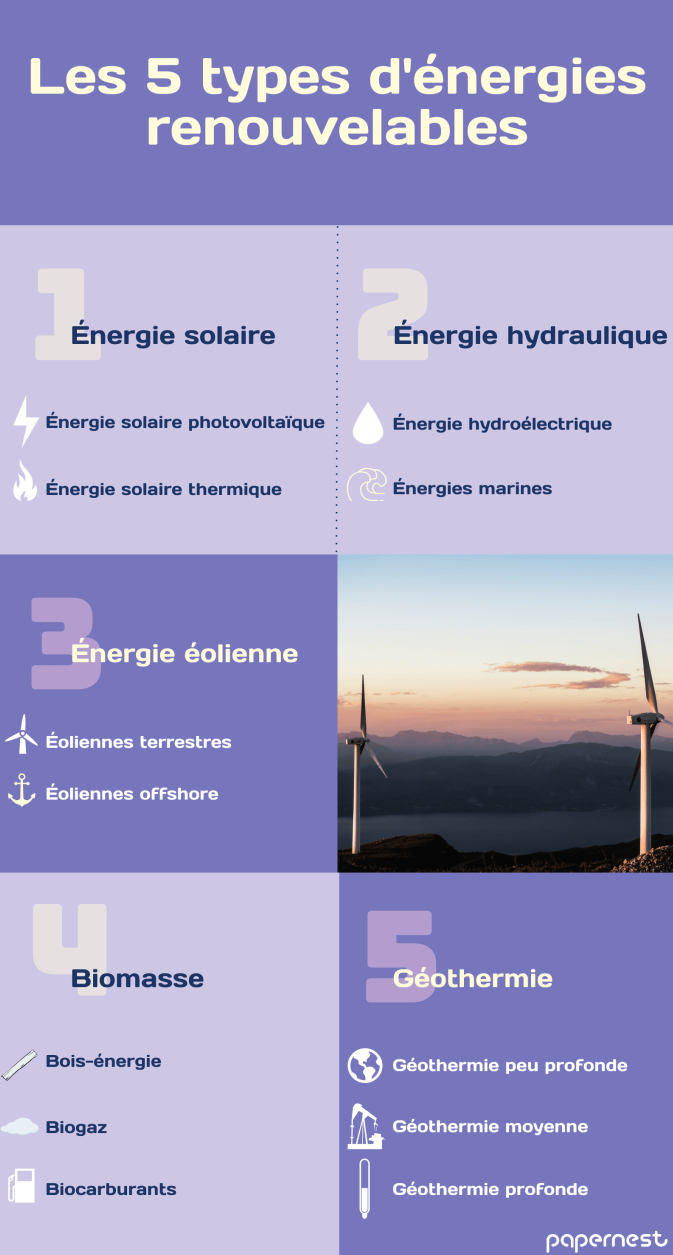 Les 5 types d'énergies
renouvelables
1
Énergie solaire
Énergie solaire photovoltaïque
Énergie solaire thermique
2
Énergie hydraulique
Énergie hydroélectrique
Énergies marines
3
Énergie éolienne
Éoliennes terrestres
Éoliennes offshore
4
Biomasse
Bois-énergie
Biogaz
Biocarburants
5
Géothermie
Géothermie peu profonde
Géothermie moyenne
Géothermie profonde
papernest